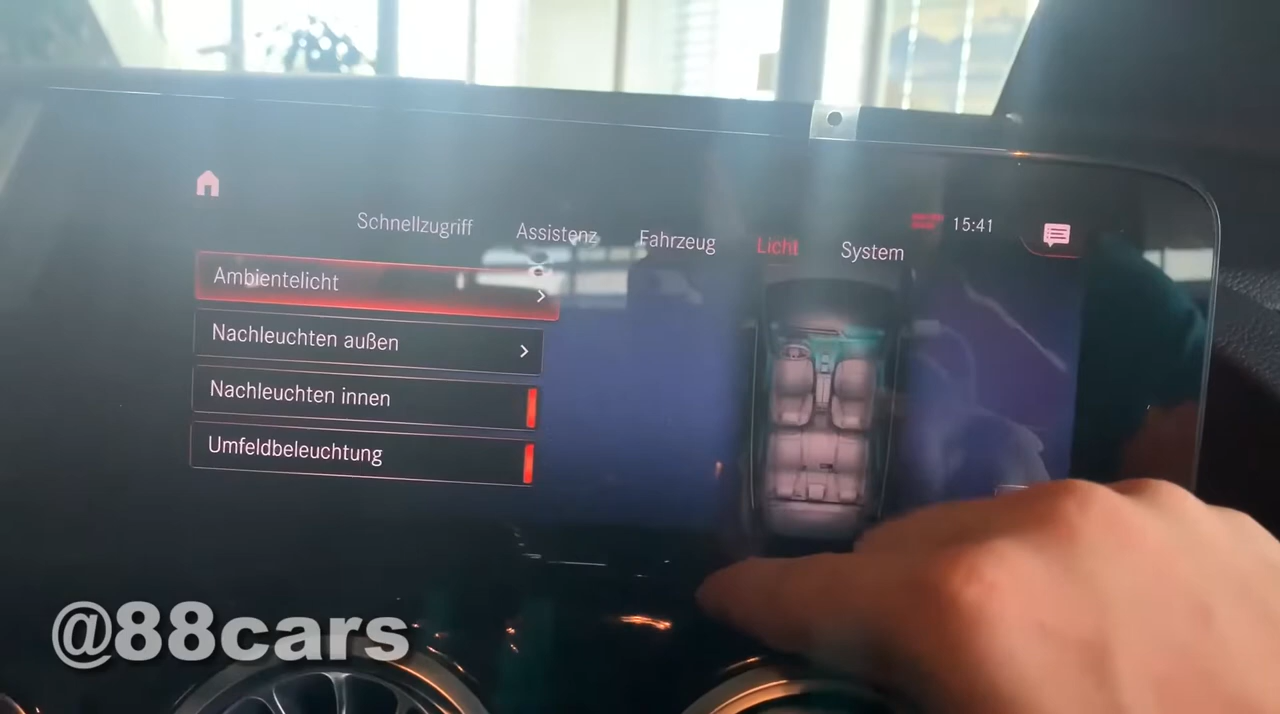 Schnellzugriff Assistenz Fahrzeug Licht System 15:41
Ambientelicht
Nachleuchten außen
Nachleuchten innen
Umfeldbeleuchtung
@88cars